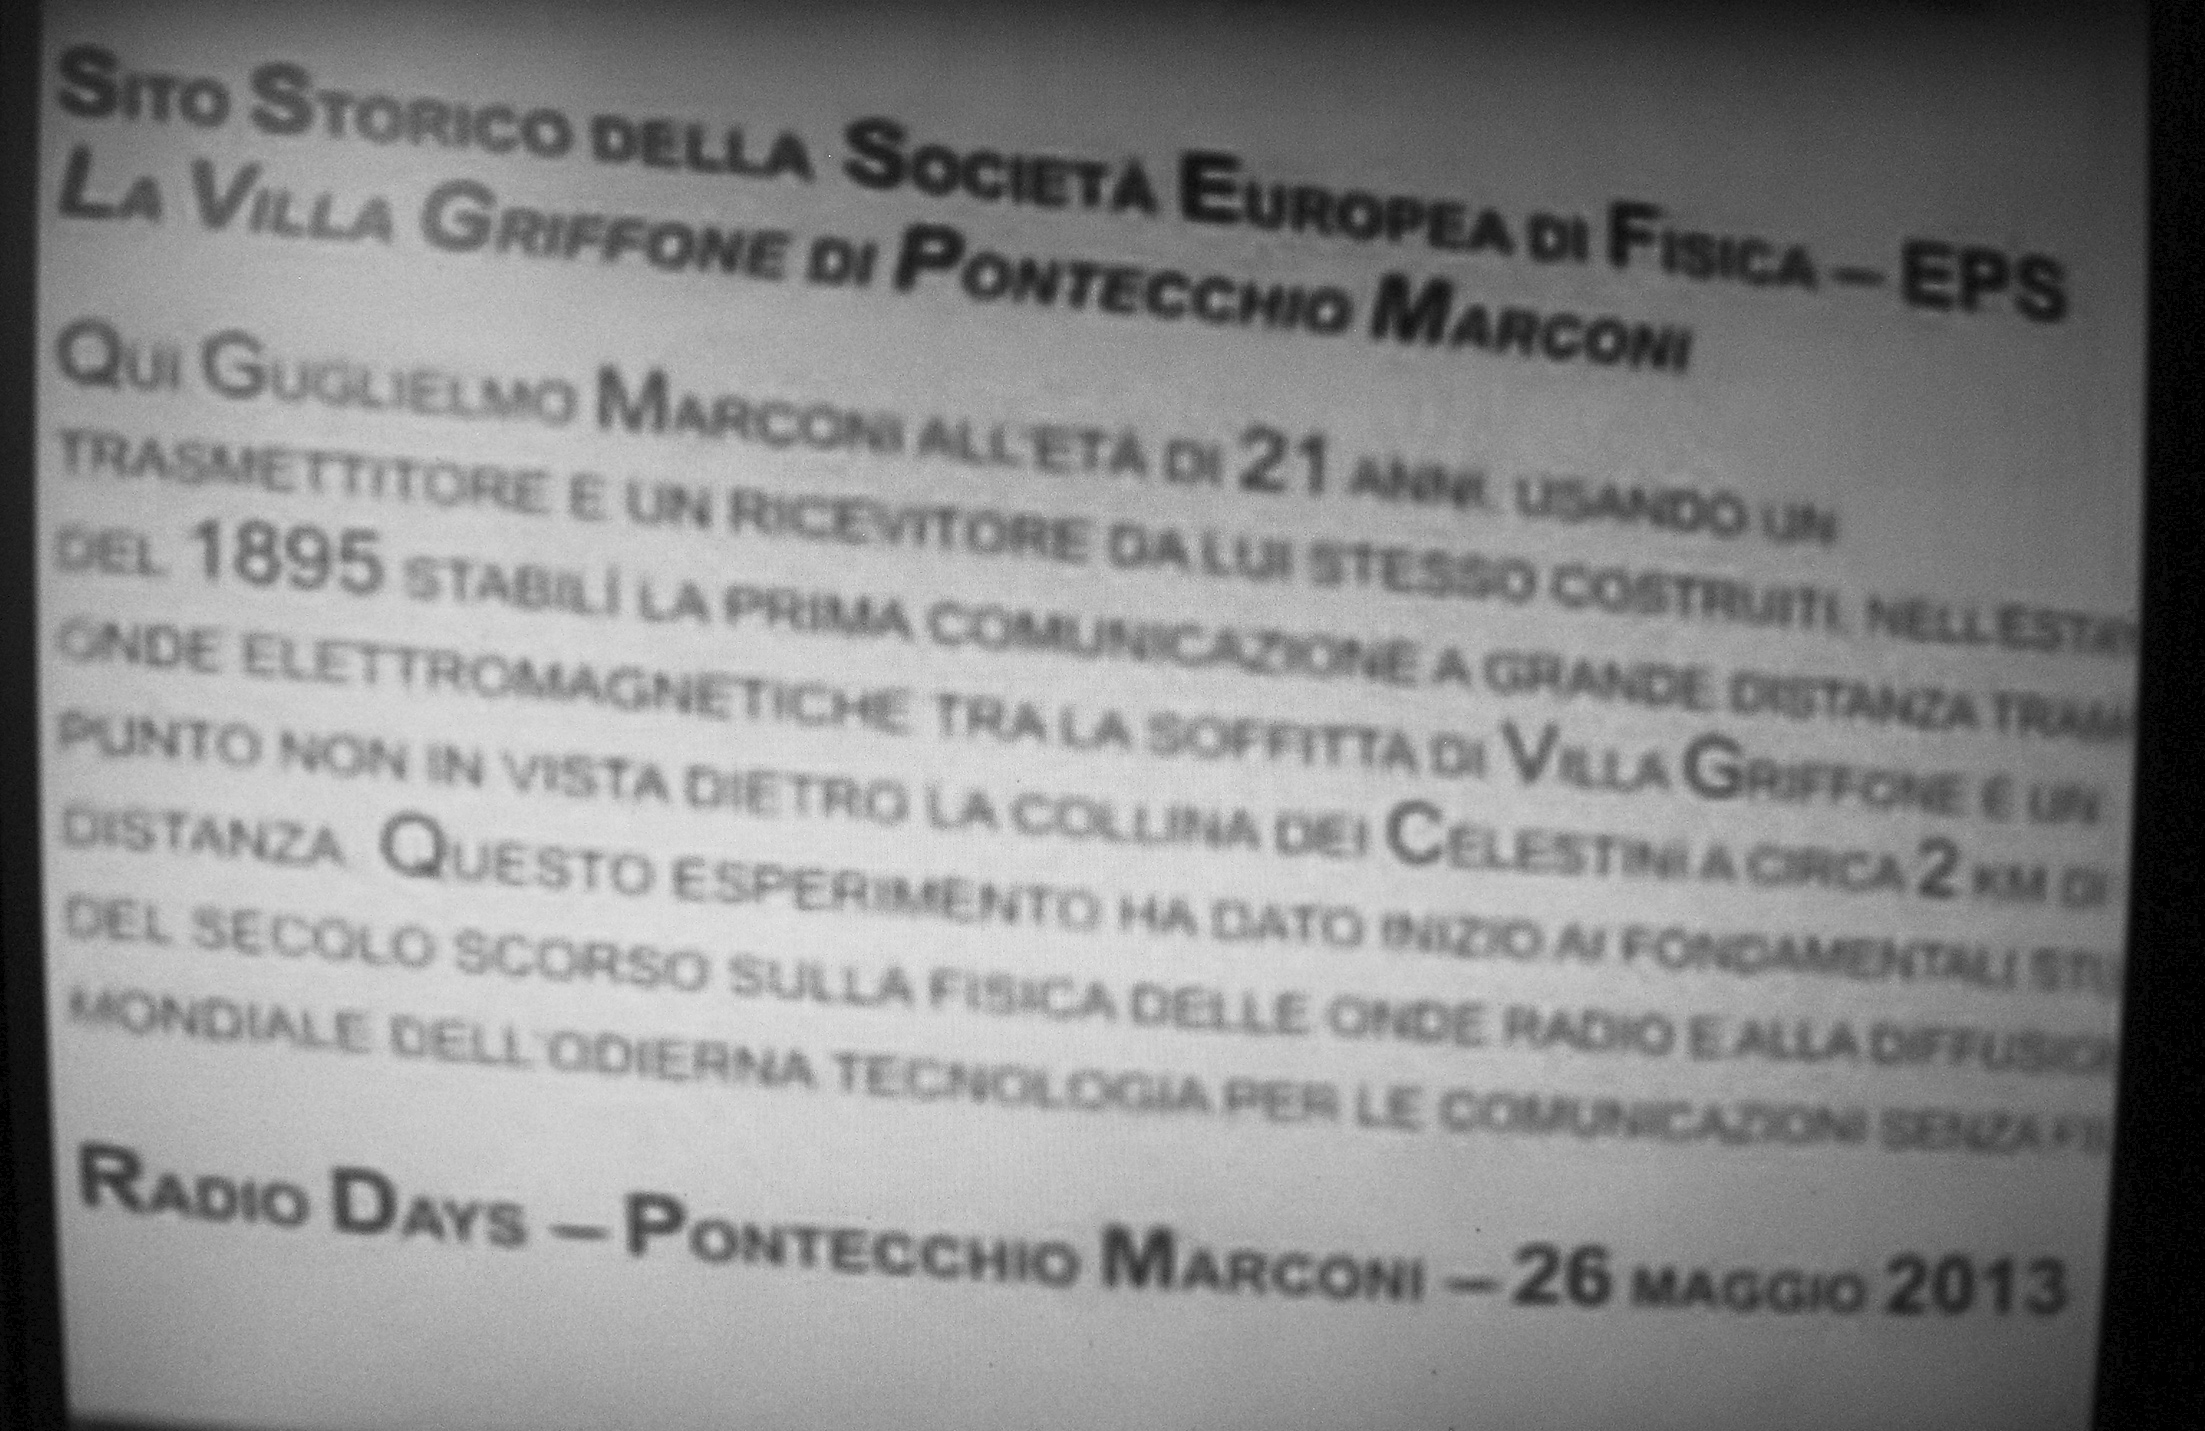 Sito Storico della Società Europea di Fisica – EPS
La Villa Griffone di Pontecchio Marconi
Qui Guglielmo Marconi all'età di 21 anni, usando un
trasmettitore e un ricevitore da lui stesso costruiti, nell'estat
del 1895 stabilì la prima comunicazione a grande distanza
onde elettromagnetiche tra la soffitta di Villa Griffone e un
punto non in vista dietro la collina dei Celestini a circa 2 km di
distanza. Questo esperimento ha dato inizio ai fondamentali
del secolo scorso sulla fisica delle onde radio e alla diffusio
mondiale dell'odierna tecnologia per le comunicazioni senza
Radio Days – Pontecchio Marconi – 26 maggio 2013